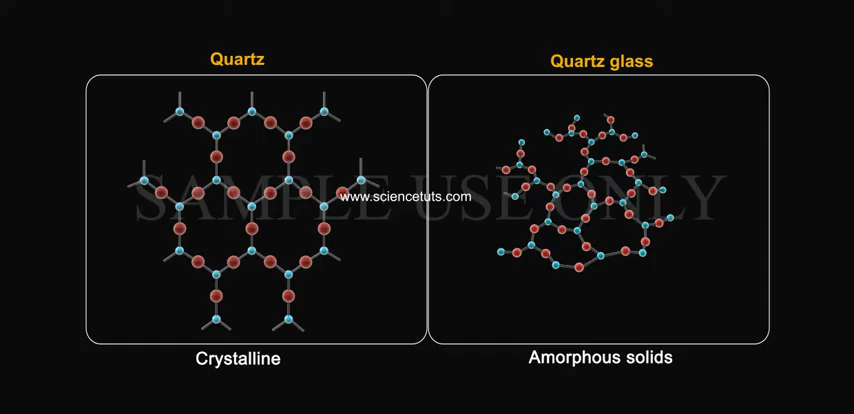 Quartz
Quartz glass
SAMPLE USE ONLY
www.sciencetuts.com
Crystalline
Amorphous solids